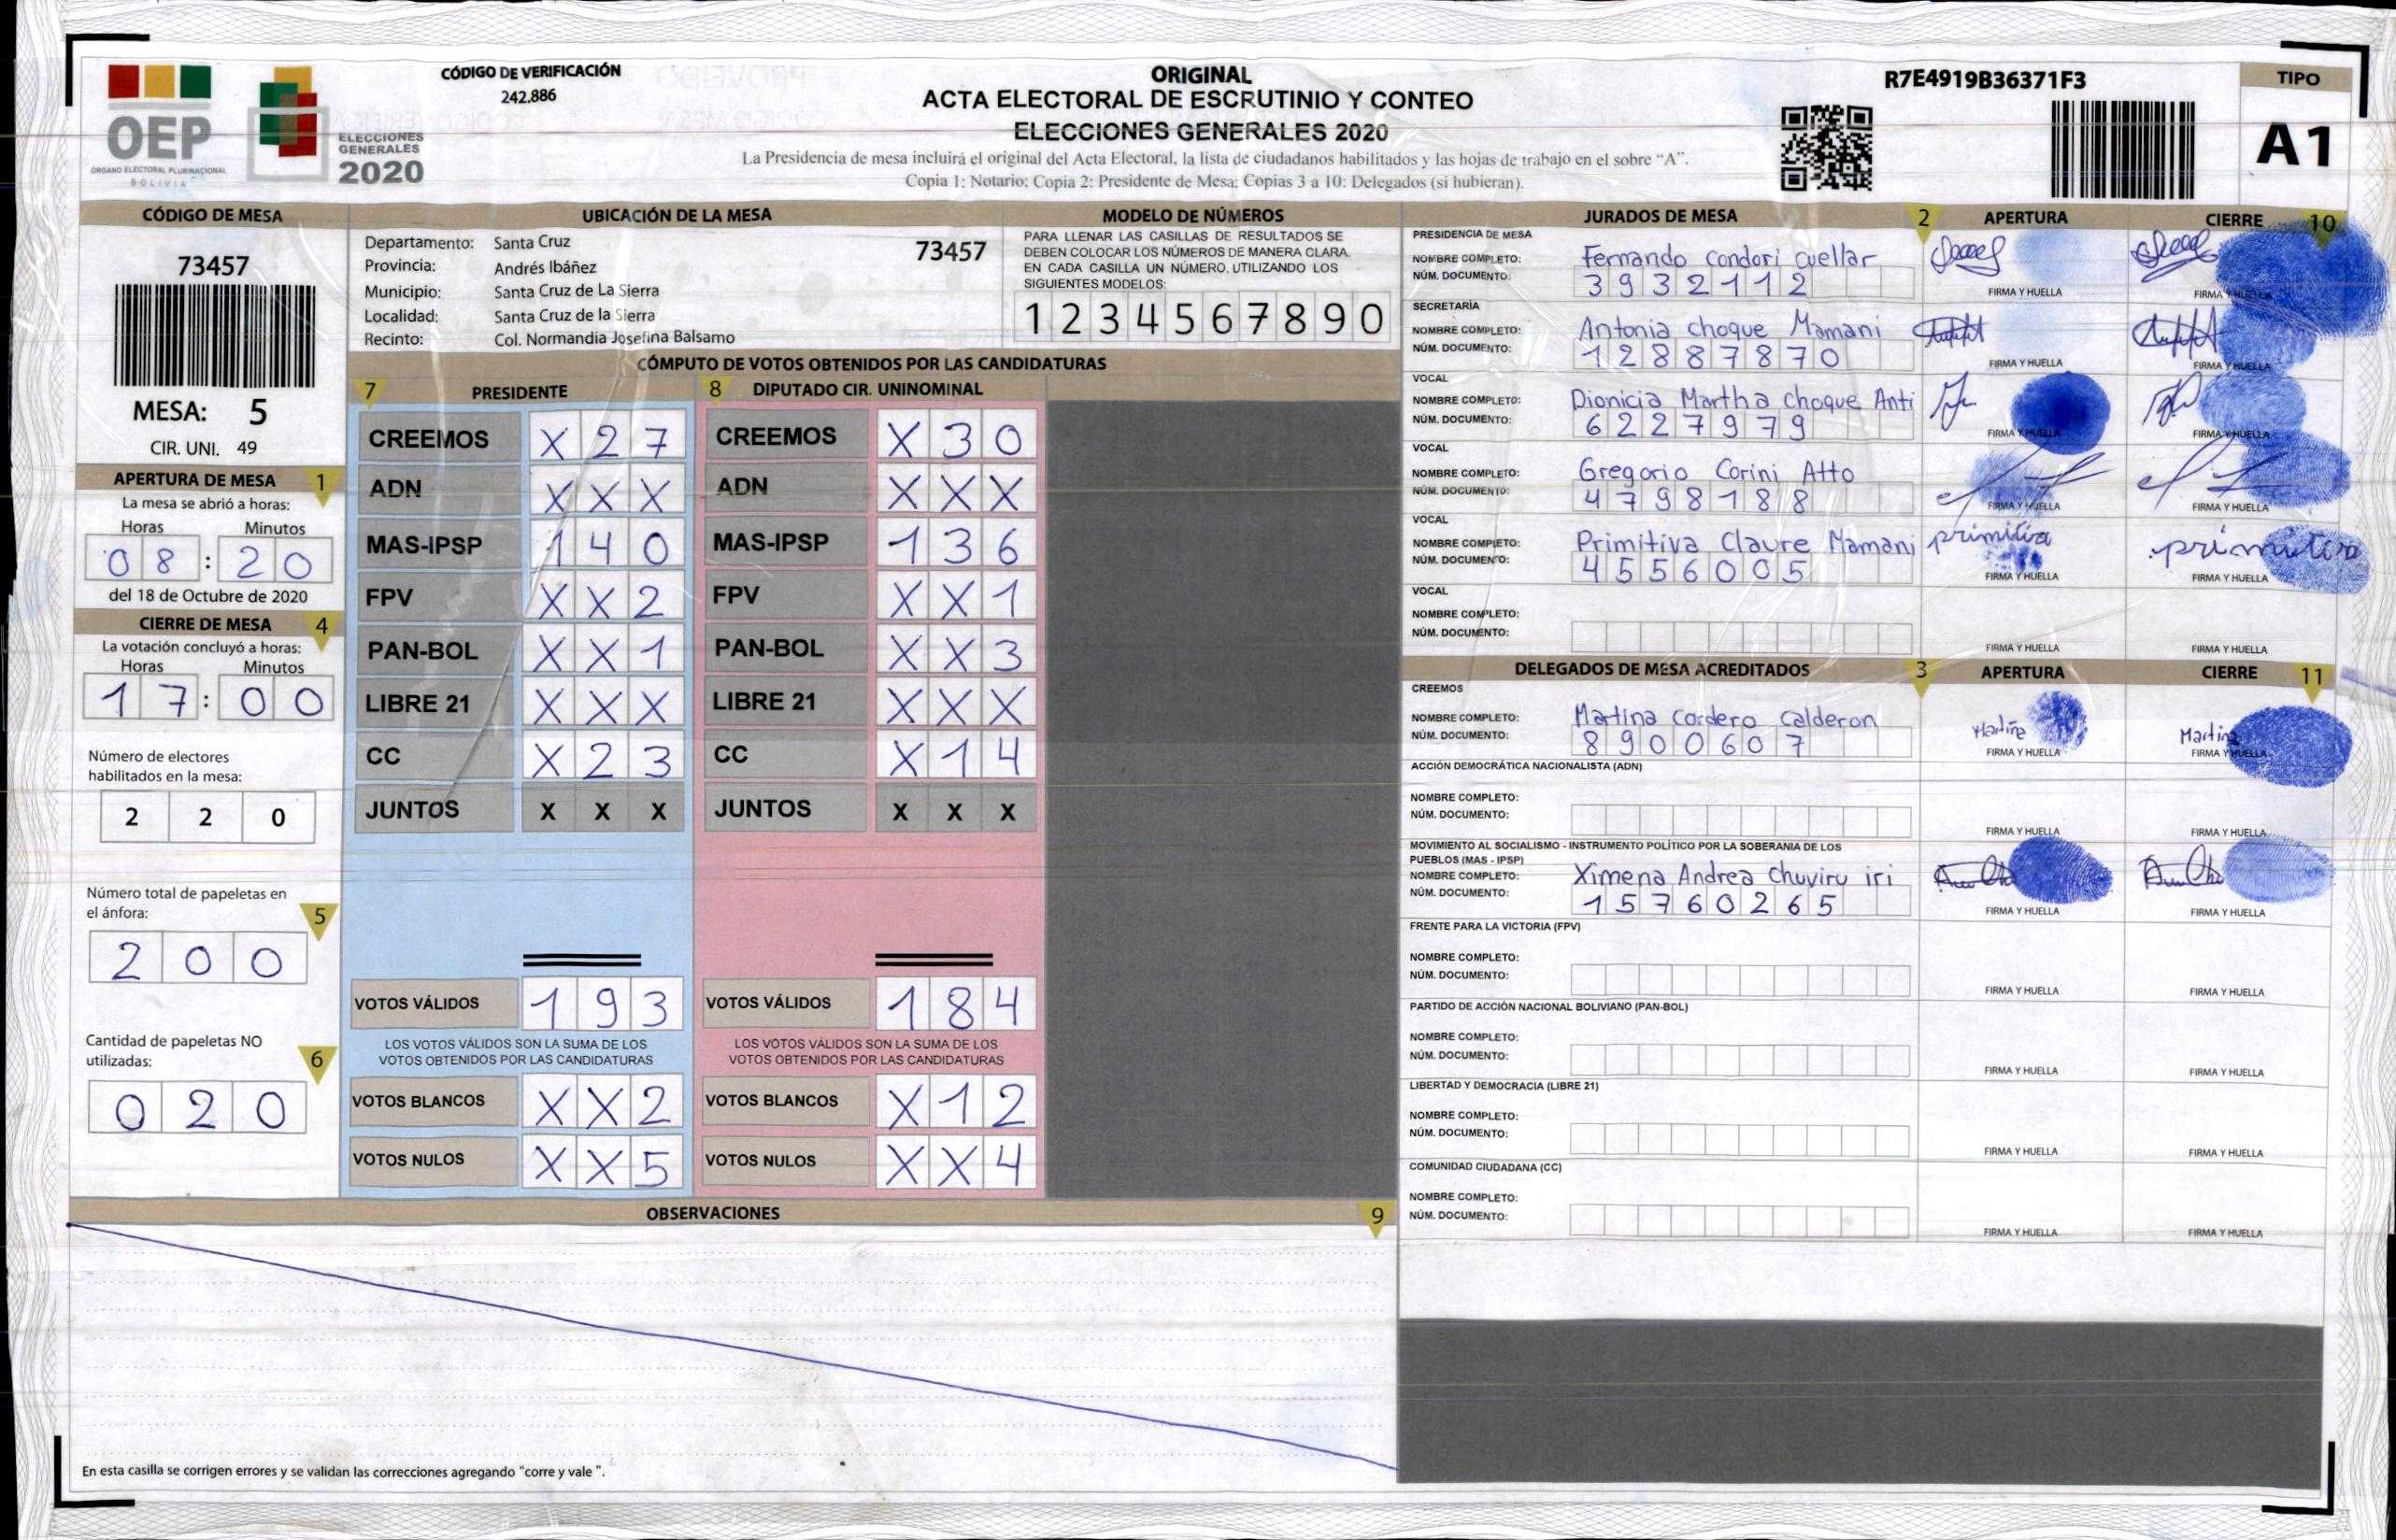 OEP
ÓRGANO ELECTORAL PLURINACIONAL
BOLIVIA
ELECCIONES
GENERALES
2020
CÓDIGO DE VERIFICACIÓN
242.886
ORIGINAL
ACTA ELECTORAL DE ESCRUTINIO Y CONTEO
ELECCIONES GENERALES 2020
La Presidencia de mesa incluirá el original del Acta Electoral, la lista de ciudadanos habilitados y las hojas de trabajo en el sobre “A”.
Copia 1: Notario; Copia 2: Presidente de Mesa; Copias 3 a 10: Delegados (si hubieran).
R7E4919B36371F3
TIPO
A1
CÓDIGO DE MESA
73457
MESA: 5
CIR. UNI. 49
APERTURA DE MESA 1
La mesa se abrió a horas:
Horas Minutos
08:20
del 18 de Octubre de 2020
CIERRE DE MESA 4
La votación concluyó a horas:
Horas Minutos
17:00
Número de electores
habilitados en la mesa:
2 2 0
Número total de papeletas en
el ánfora: 5
2 0 0
Cantidad de papeletas NO
utilizadas: 6
0 2 0
UBICACIÓN DE LA MESA
Departamento: Santa Cruz 73457
Provincia: Andrés Ibáñez
Municipio: Santa Cruz de La Sierra
Localidad: Santa Cruz de la Sierra
Recinto: Col. Normandia Josefina Balsamo
MODELO DE NÚMEROS
PARA LLENAR LAS CASILLAS DE RESULTADOS SE
DEBEN COLOCAR LOS NÚMEROS DE MANERA CLARA.
EN CADA CASILLA UN NÚMERO, UTILIZANDO LOS
SIGUIENTES MODELOS:
1 2 3 4 5 6 7 8 9 0
CÓMPUTO DE VOTOS OBTENIDOS POR LAS CANDIDATURAS
7 PRESIDENTE 8 DIPUTADO CIR. UNINOMINAL
CREEMOS X 2 7 CREEMOS X 3 0
ADN X X X ADN X X X
MAS-IPSP 1 4 0 MAS-IPSP 1 3 6
FPV X X 2 FPV X X 1
PAN-BOL X X 1 PAN-BOL X X 3
LIBRE 21 X X X LIBRE 21 X X X
CC X 2 3 CC X 1 4
JUNTOS X X X JUNTOS X X X
VOTOS VÁLIDOS 1 9 3 VOTOS VÁLIDOS 1 8 4
LOS VOTOS VÁLIDOS SON LA SUMA DE LOS LOS VOTOS VÁLIDOS SON LA SUMA DE LOS
VOTOS OBTENIDOS POR LAS CANDIDATURAS VOTOS OBTENIDOS POR LAS CANDIDATURAS
VOTOS BLANCOS X X 2 VOTOS BLANCOS X 1 2
VOTOS NULOS X X 5 VOTOS NULOS X X 4
OBSERVACIONES 9
En esta casilla se corrigen errores y se validan las correcciones agregando “corre y vale ”.
JURADOS DE MESA 2 APERTURA CIERRE 10
PRESIDENCIA DE MESA
NOMBRE COMPLETO: Fernando condori cuellar
NÚM. DOCUMENTO: 3932112 FIRMA Y HUELLA FIRMA Y HUELLA
SECRETARÍA
NOMBRE COMPLETO: Antonia choque Mamani
NÚM. DOCUMENTO: 12887870 FIRMA Y HUELLA FIRMA Y HUELLA
VOCAL
NOMBRE COMPLETO: Dionicia Martha choque Anti
NÚM. DOCUMENTO: 6227979 FIRMA Y HUELLA FIRMA Y HUELLA
VOCAL
NOMBRE COMPLETO: Gregorio Corini Atto
NÚM. DOCUMENTO: 4798188 FIRMA Y HUELLA FIRMA Y HUELLA
VOCAL
NOMBRE COMPLETO: Primitiva Claure Mamani primitiva primitiva
NÚM. DOCUMENTO: 4556005 FIRMA Y HUELLA FIRMA Y HUELLA
VOCAL
NOMBRE COMPLETO:
NÚM. DOCUMENTO: FIRMA Y HUELLA FIRMA Y HUELLA
DELEGADOS DE MESA ACREDITADOS 3 APERTURA CIERRE 11
CREEMOS
NOMBRE COMPLETO: Martina cordero calderon Martina Martina
NÚM. DOCUMENTO: 8900607 FIRMA Y HUELLA FIRMA Y HUELLA
ACCIÓN DEMOCRÁTICA NACIONALISTA (ADN)
NOMBRE COMPLETO:
NÚM. DOCUMENTO: FIRMA Y HUELLA FIRMA Y HUELLA
MOVIMIENTO AL SOCIALISMO - INSTRUMENTO POLÍTICO POR LA SOBERANIA DE LOS
PUEBLOS (MAS - IPSP)
NOMBRE COMPLETO: Ximena Andrea Chuviru iri
NÚM. DOCUMENTO: 15760265 FIRMA Y HUELLA FIRMA Y HUELLA
FRENTE PARA LA VICTORIA (FPV)
NOMBRE COMPLETO:
NÚM. DOCUMENTO: FIRMA Y HUELLA FIRMA Y HUELLA
PARTIDO DE ACCIÓN NACIONAL BOLIVIANO (PAN-BOL)
NOMBRE COMPLETO:
NÚM. DOCUMENTO: FIRMA Y HUELLA FIRMA Y HUELLA
LIBERTAD Y DEMOCRACIA (LIBRE 21)
NOMBRE COMPLETO:
NÚM. DOCUMENTO: FIRMA Y HUELLA FIRMA Y HUELLA
COMUNIDAD CIUDADANA (CC)
NOMBRE COMPLETO:
NÚM. DOCUMENTO: FIRMA Y HUELLA FIRMA Y HUELLA